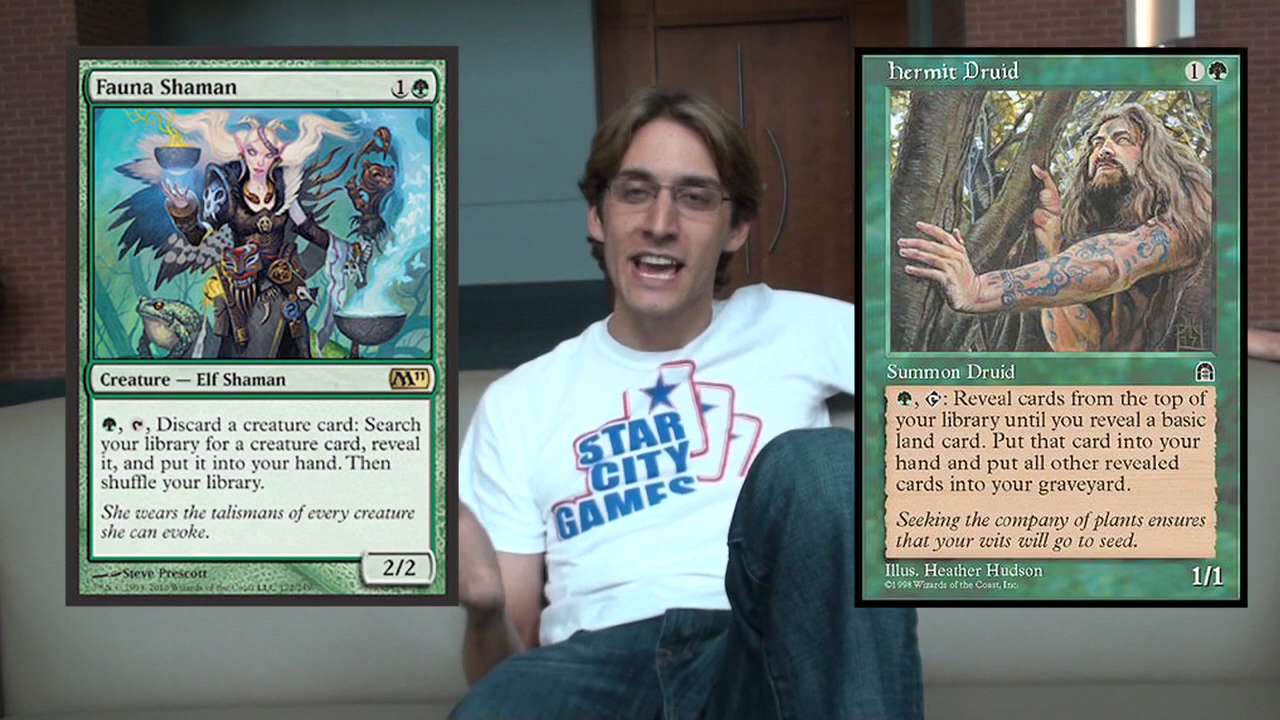 Fauna Shaman 1
Creature — Elf Shaman M11
, , Discard a creature card: Search
your library for a creature card, reveal
it, and put it into your hand. Then
shuffle your library.
She wears the talismans of every creature
she can evoke.
Steve Prescott
2/2
STAR
CITY
GAMES
Hermit Druid 1
Summon Druid
, : Reveal cards from the top of
your library until you reveal a basic
land card. Put that card into your
hand and put all other revealed
cards into your graveyard.
Seeking the company of plants ensures
that your wits will go to seed.
Illus. Heather Hudson
©1998 Wizards of the Coast, Inc.
1/1